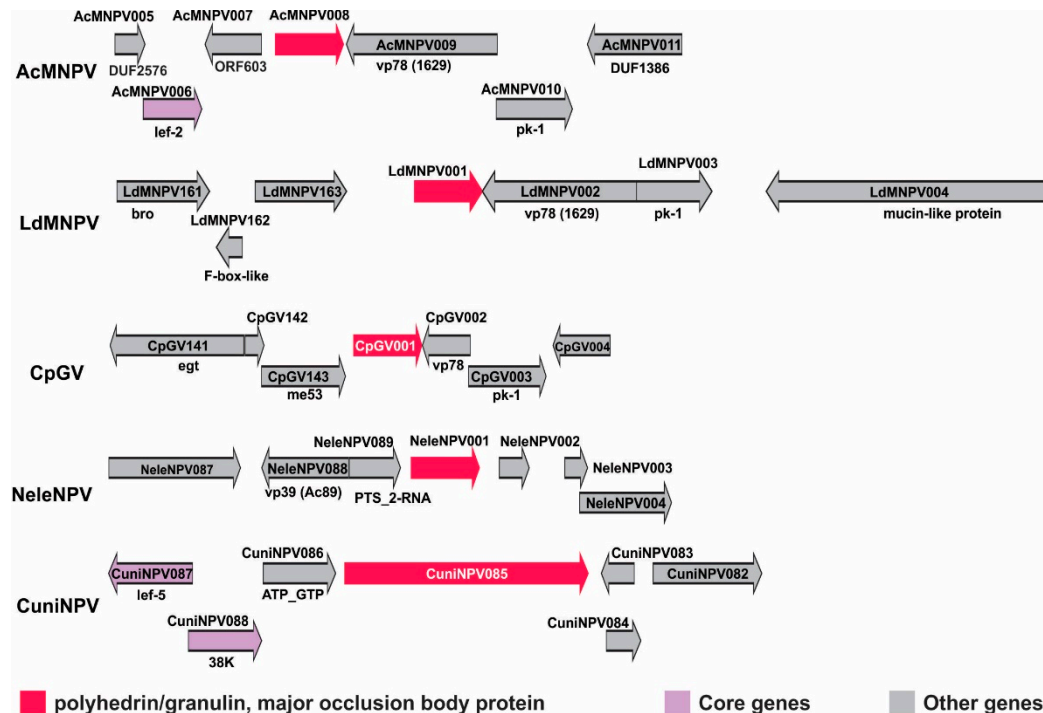 AcMNPV005 AcMNPV007 AcMNPV008
AcMNPV009 AcMNPV011
DUF2576 ORF603 vp78 (1629) DUF1386
AcMNPV
AcMNPV006 AcMNPV010
lef-2 pk-1
LdMNPV001 LdMNPV003
LdMNPV161 LdMNPV163 LdMNPV002 LdMNPV004
bro vp78 (1629) pk-1 mucin-like protein
LdMNPV
LdMNPV162
F-box-like
CpGV142 CpGV002
CpGV141 CpGV001 CpGV004
egt vp78
CpGV
CpGV143 CpGV003
me53 pk-1
NeleNPV089 NeleNPV001 NeleNPV002
NeleNPV087 NeleNPV088 NeleNPV003
vp39 (Ac89) PTS_2-RNA
NeleNPV
NeleNPV004
CuniNPV086 CuniNPV083
CuniNPV087 CuniNPV085 CuniNPV082
lef-5 ATP_GTP
CuniNPV
CuniNPV088 CuniNPV084
38K
polyhedrin/granulin, major occlusion body protein Core genes Other genes